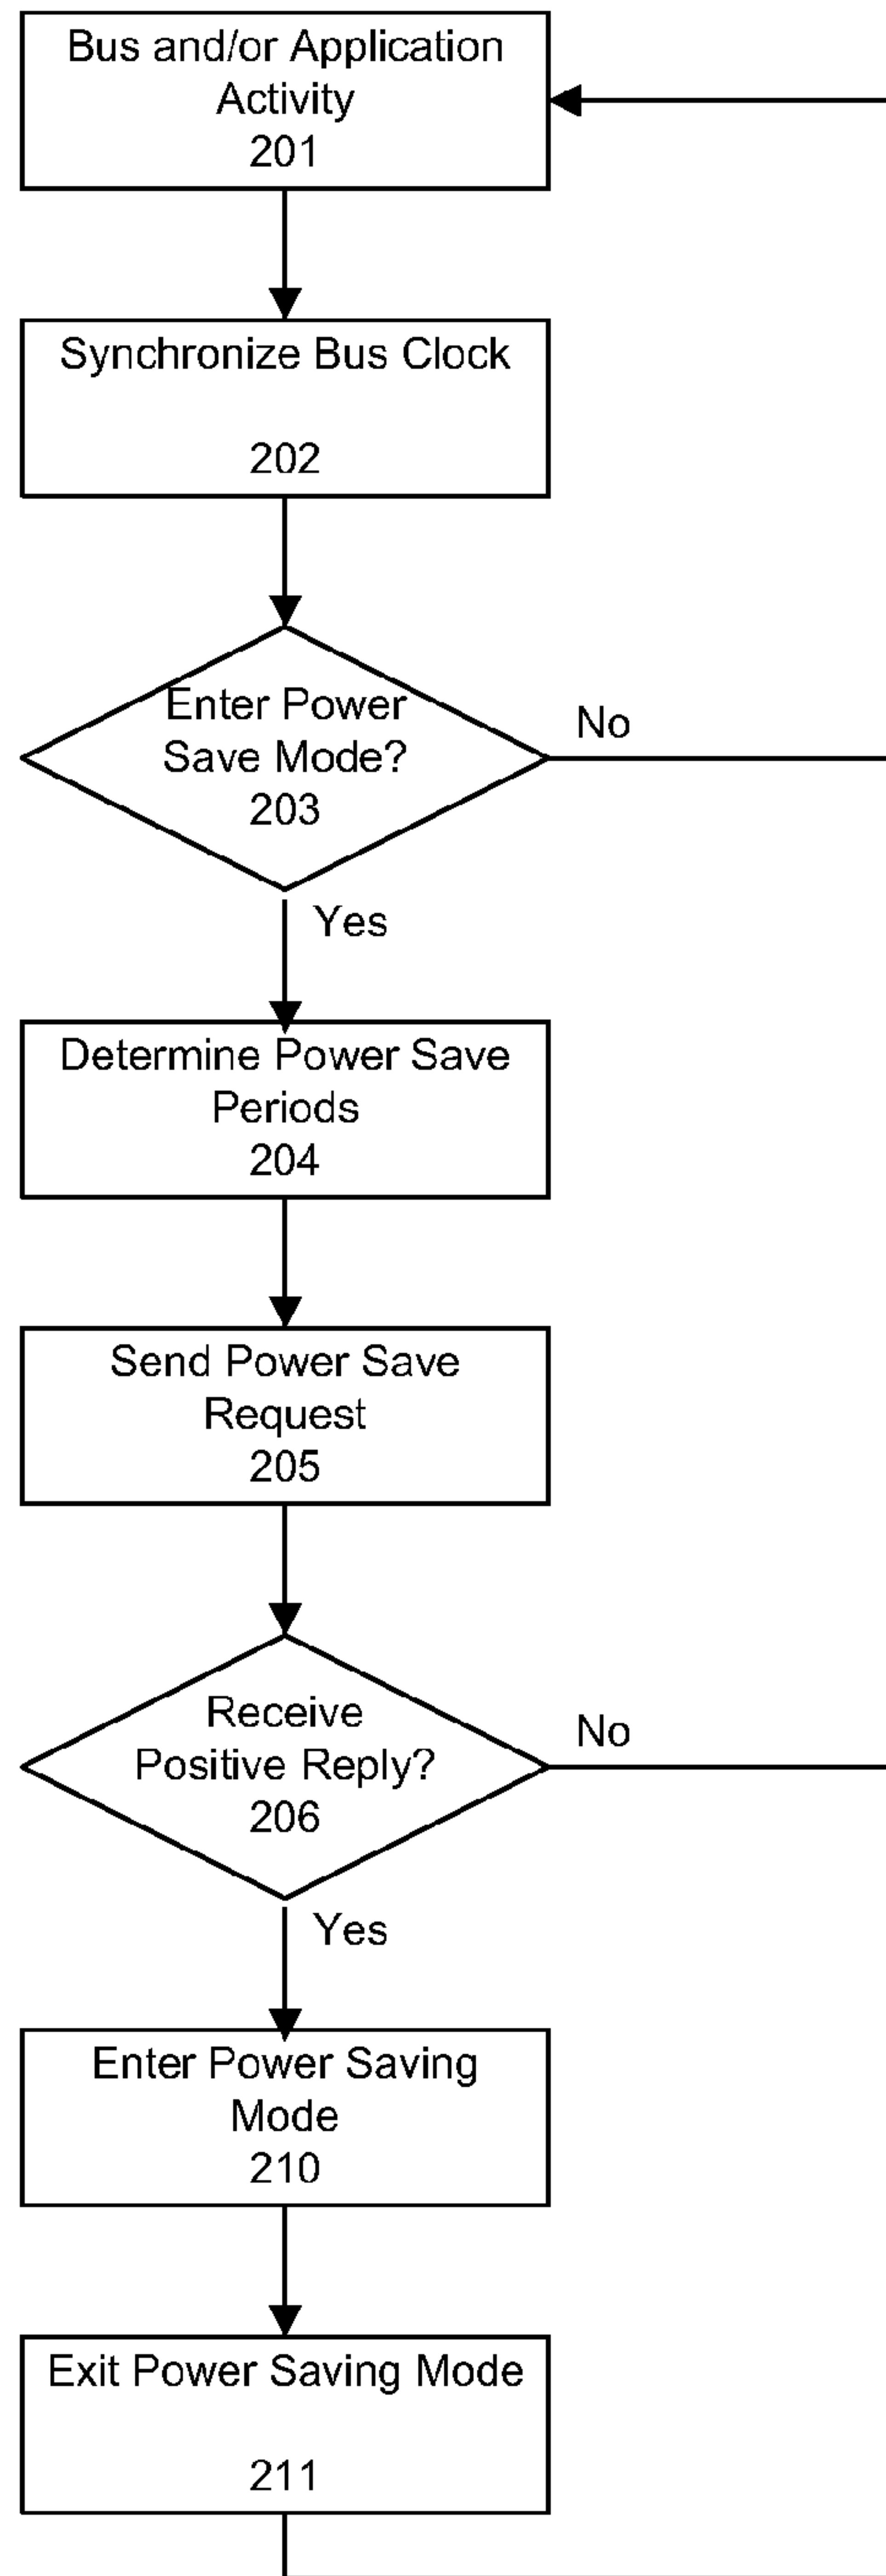 Bus and/or Application
Activity
201
Synchronize Bus Clock
202
Enter Power
Save Mode?
203
No
Yes
Determine Power Save
Periods
204
Send Power Save
Request
205
Receive
Positive Reply?
206
No
Yes
Enter Power Saving
Mode
210
Exit Power Saving Mode
211